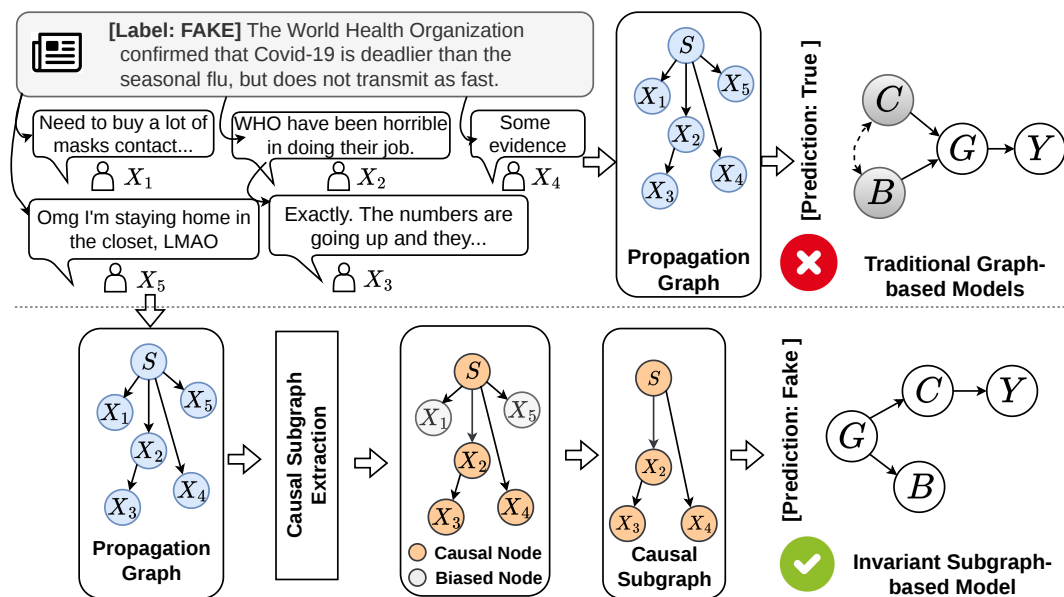 [Label: FAKE] The World Health Organization
confirmed that Covid-19 is deadlier than the
seasonal flu, but does not transmit as fast.
Need to buy a lot of
masks contact...
X1
WHO have been horrible
in doing their job.
X2
Some
evidence
X4
Omg I'm staying home in
the closet, LMAO
X5
Exactly. The numbers are
going up and they...
X3
S
X1
X5
X2
X3
X4
Propagation
Graph
[Prediction: True]
C
B
G
Y
Traditional Graph-
based Models
S
X1
X5
X2
X3
X4
Propagation
Graph
Causal Subgraph
Extraction
S
X1
X5
X2
X3
X4
Causal Node
Biased Node
S
X2
X3
X4
Causal
Subgraph
[Prediction: Fake ]
G
C
Y
B
Invariant Subgraph-
based Model